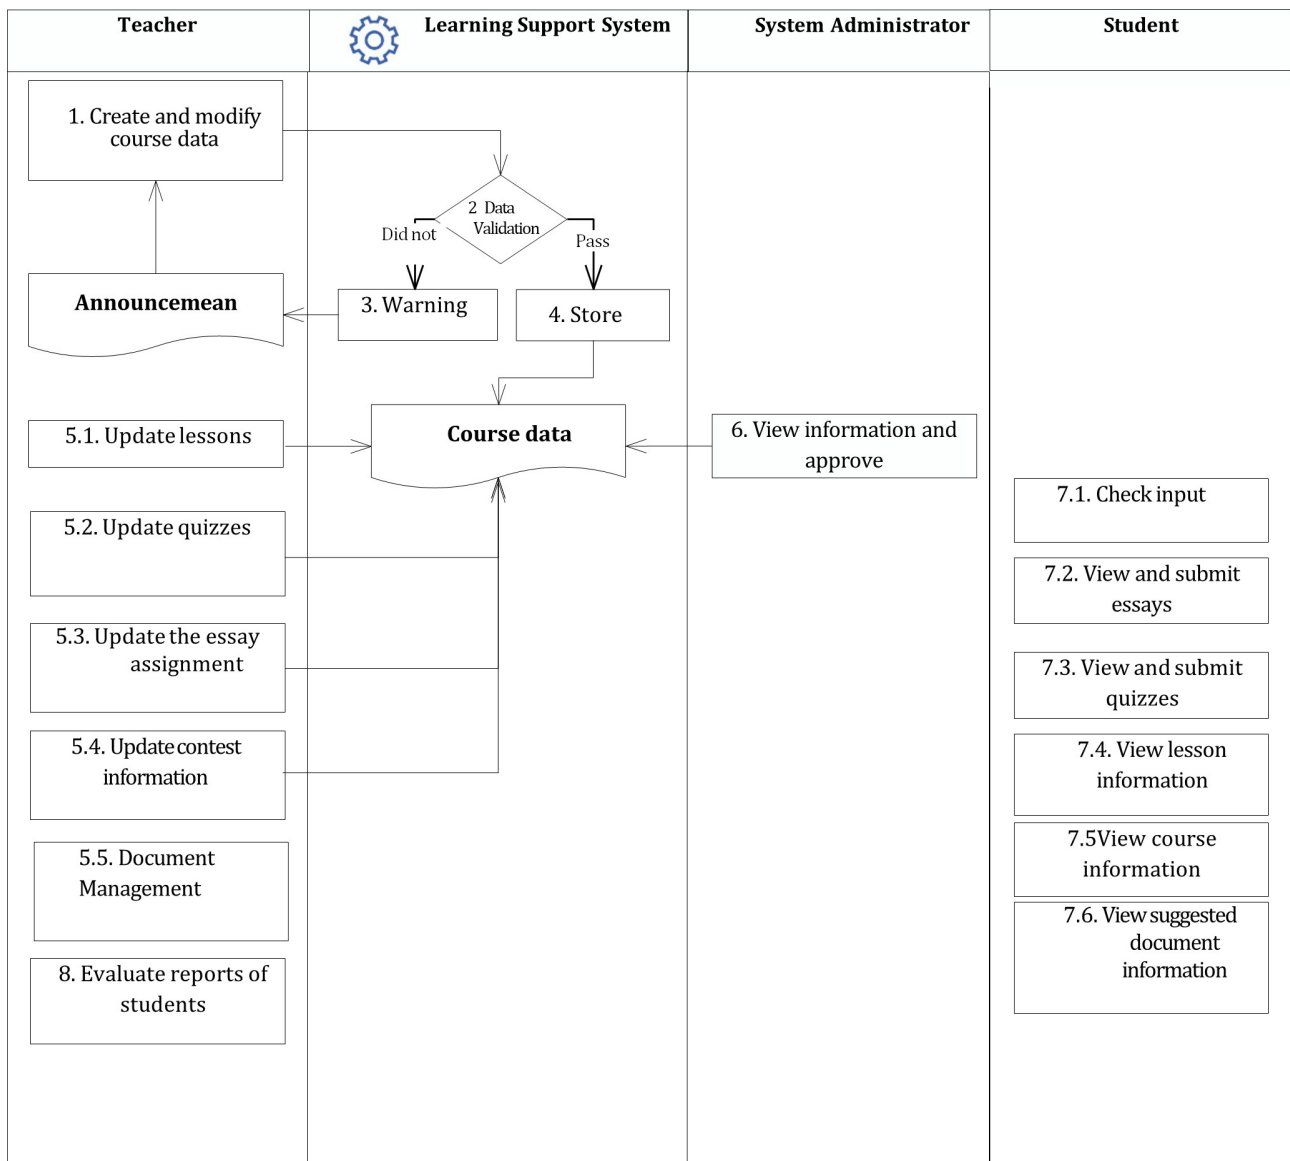 Teacher
Learning Support System
System Administrator
Student
1. Create and modify
course data
2 Data
Validation
Did not
Pass
Announcemean
3. Warning
4. Store
5.1. Update lessons
Course data
6. View information and
approve
7.1. Check input
5.2. Update quizzes
7.2. View and submit
essays
5.3. Update the essay
assignment
7.3. View and submit
quizzes
5.4. Update contest
information
7.4. View lesson
information
7.5View course
information
5.5. Document
Management
7.6. View suggested
document
information
8. Evaluate reports of
students